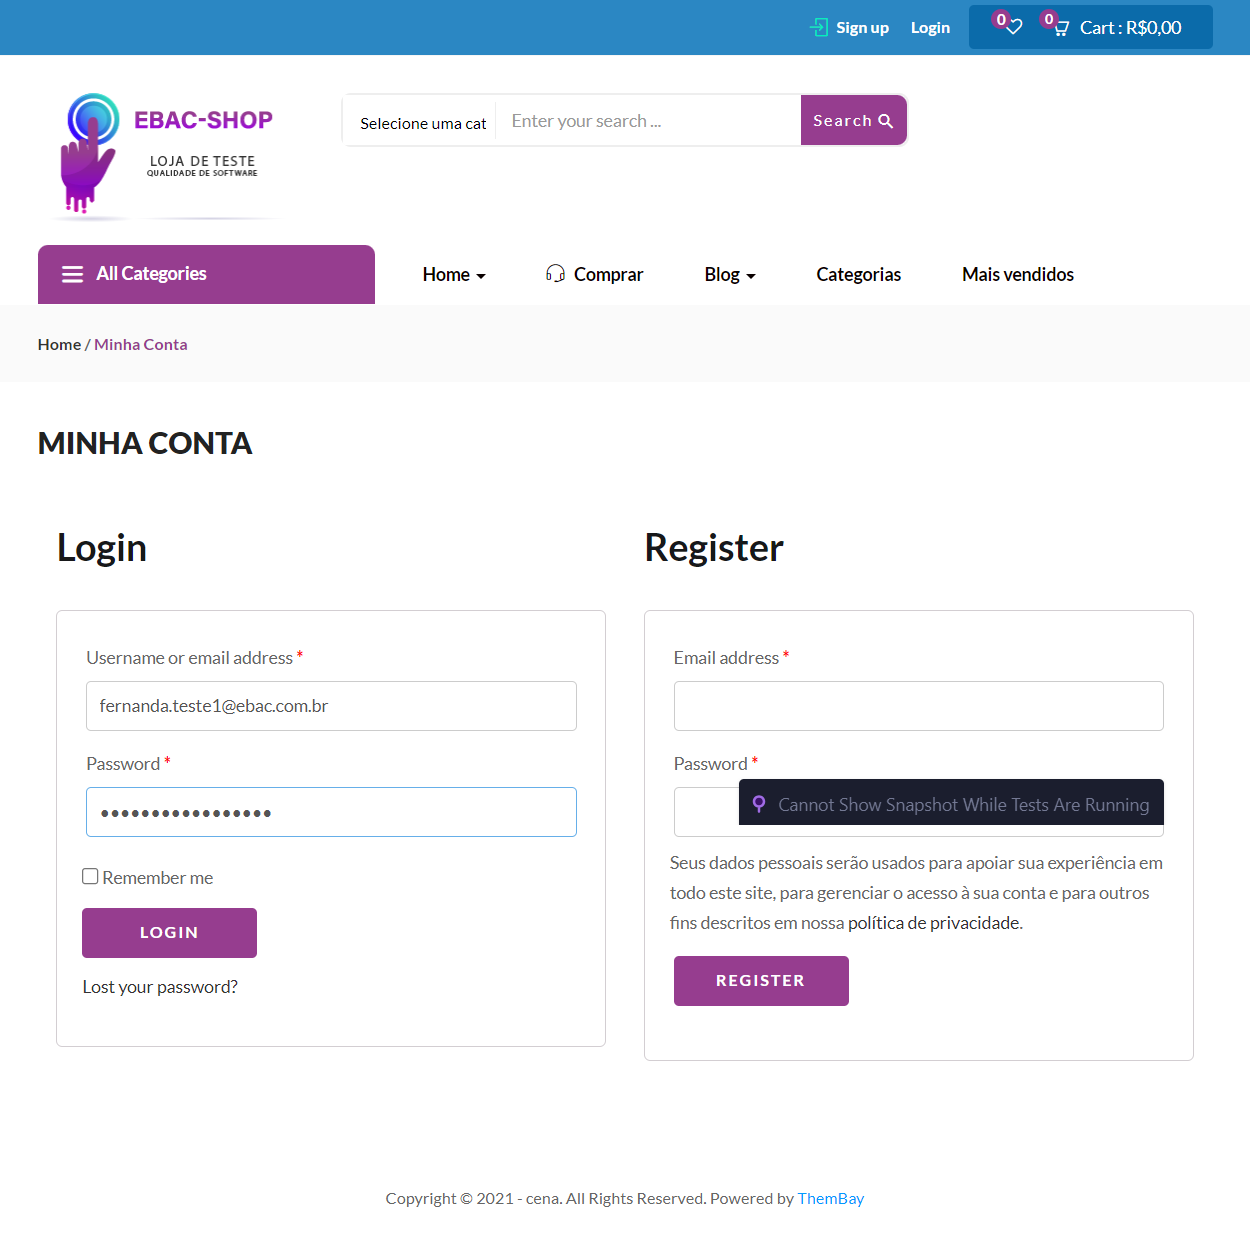 Sign up Login 0 0 Cart : R$0,00
EBAC-SHOP
LOJA DE TESTE
QUALIDADE DE SOFTWARE
Selecione uma cat Enter your search ... Search
All Categories Home Comprar Blog Categorias Mais vendidos
Home / Minha Conta
MINHA CONTA
Login
Username or email address *
fernanda.teste1@ebac.com.br
Password *
•••••••••••••••••
Remember me
LOGIN
Lost your password?
Register
Email address *
Password *
Cannot Show Snapshot While Tests Are Running
Seus dados pessoais serão usados para apoiar sua experiência em
todo este site, para gerenciar o acesso à sua conta e para outros
fins descritos em nossa política de privacidade.
REGISTER
Copyright © 2021 - cena. All Rights Reserved. Powered by ThemBay